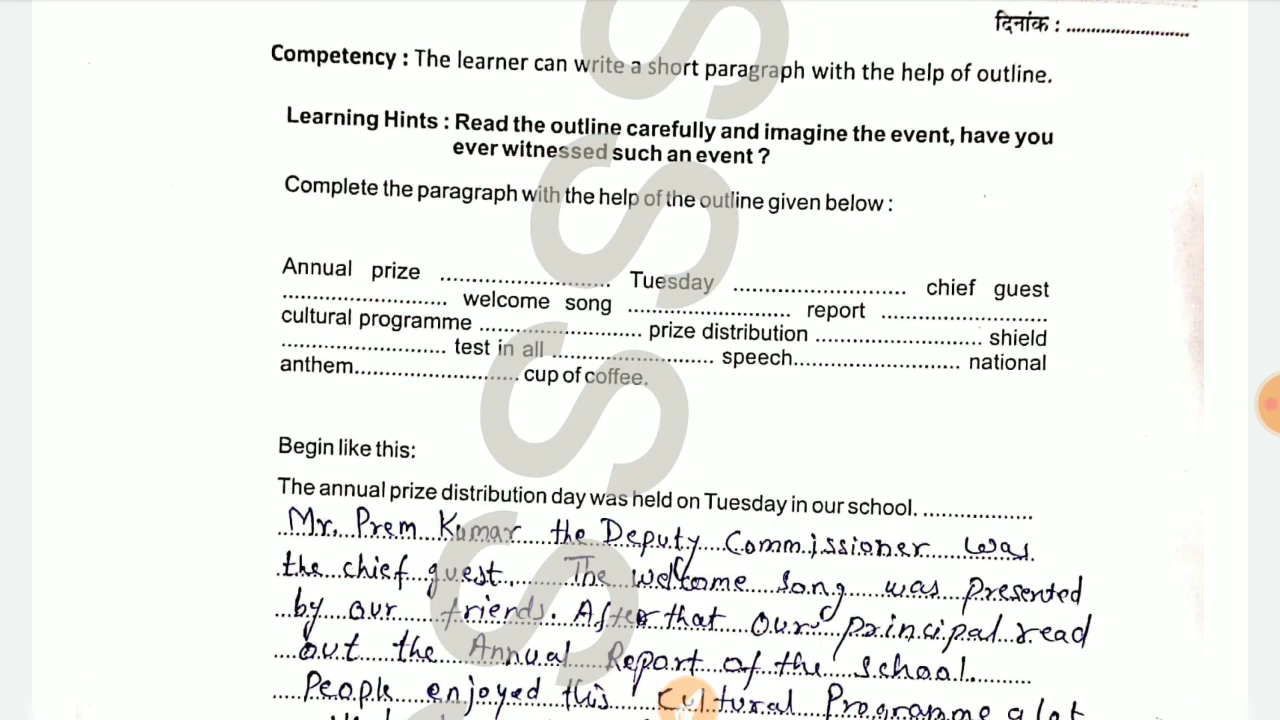 दिनांक : ............................
Competency : The learner can write a short paragraph with the help of outline.
Learning Hints : Read the outline carefully and imagine the event, have you
ever witnessed such an event ?
Complete the paragraph with the help of the outline given below :
Annual prize ............................ Tuesday ............................ chief guest
............................ welcome song ............................ report ............................
cultural programme ............................ prize distribution ............................ shield
............................ test in all ............................ speech............................ national
anthem............................ cup of coffee.
Begin like this:
The annual prize distribution day was held on Tuesday in our school. ..................
Mr. Prem Kumar the Deputy Commissioner was
the chief guest. The welcome song was presented
by our friends. After that our principal read
out the Annual Report of the school.
People enjoyed this Cultural Programme a lot